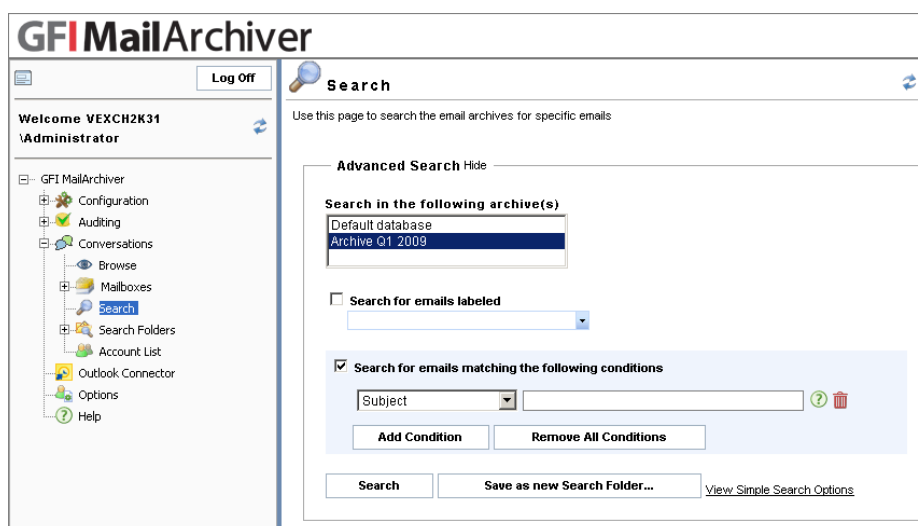 GFI MailArchiver
Log Off
Welcome VEXCH2K31
\Administrator
GFI MailArchiver
Configuration
Auditing
Conversations
Browse
Mailboxes
Search
Search Folders
Account List
Outlook Connector
Options
Help
Search
Use this page to search the email archives for specific emails
Advanced Search Hide
Search in the following archive(s)
Default database
Archive Q1 2009
Search for emails labeled
Search for emails matching the following conditions
Subject
Add Condition Remove All Conditions
Search Save as new Search Folder... View Simple Search Options